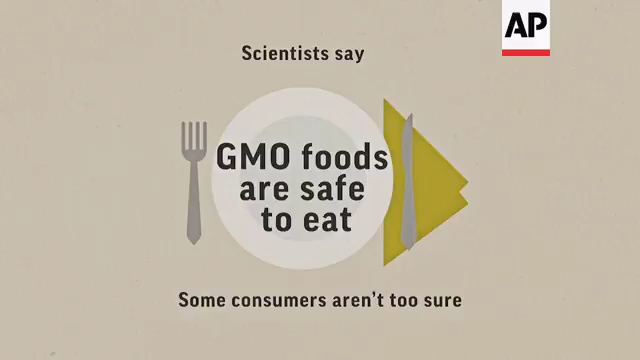 AP
Scientists say
GMO foods
are safe
to eat
Some consumers aren't too sure